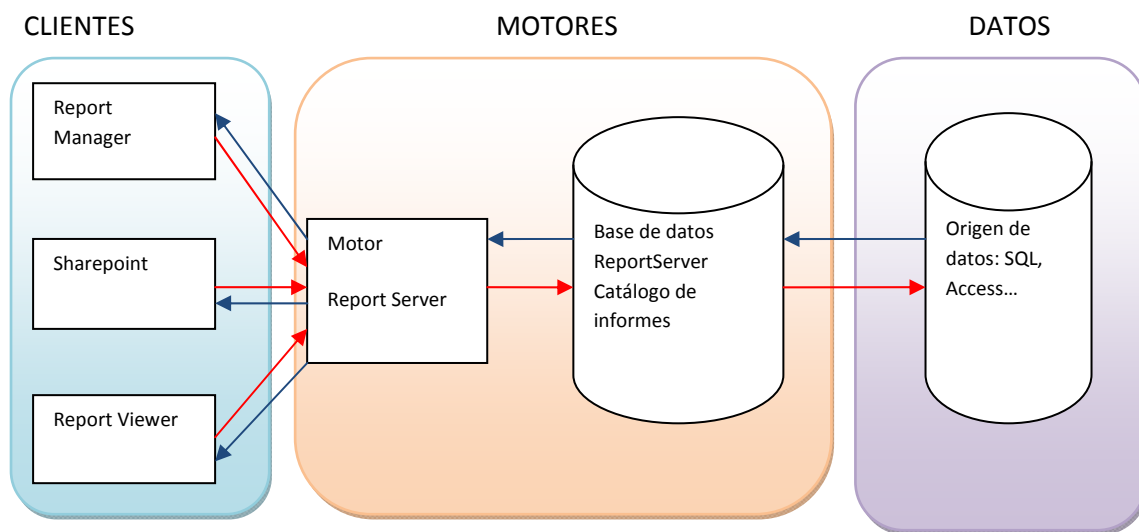 CLIENTES
MOTORES
DATOS
Report
Manager
Sharepoint
Report Viewer
Motor
Report Server
Base de datos
ReportServer
Catálogo de
informes
Origen de
datos: SQL,
Access...